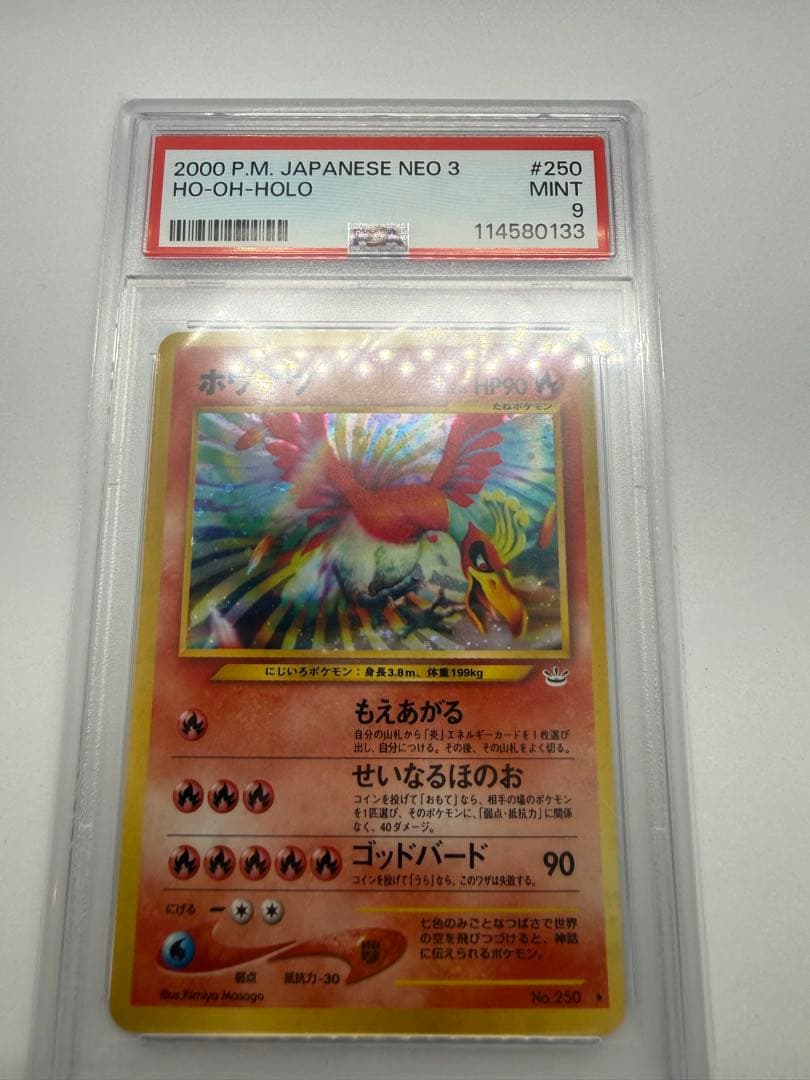 2000 P.M. JAPANESE NEO 3 #250
HO-OH-HOLO MINT
9
114580133
HP90
たねポケモン
にじいろポケモン：身長3.8m、体重199kg
もえあがる
自分の山札から「炎」エネルギーカードを1枚選び
出し、自分につける。その後、その山札をよく切る。
せいなるほのお
コインを投げて「おもて」なら、相手の場のポケモン
を1匹選び、そのポケモンに、「弱点・抵抗力」に関係
なく、40ダメージ。
ゴッドバード 90
コインを投げて「うら」なら、このワザは失敗する。
にげる
七色のみごとなつばさで世界
の空を飛びつづけると、神話
に伝えられるポケモン。
弱点 抵抗力-30
Illus.Kimiya Masago No.250